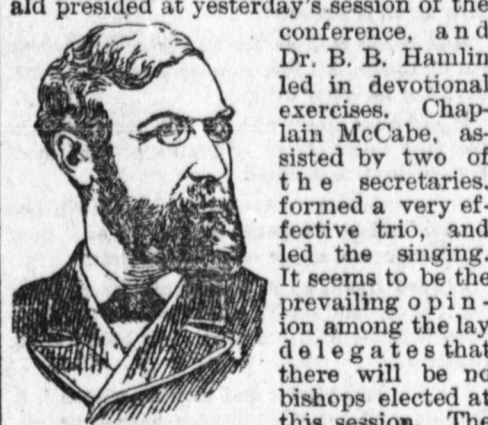 ald presided at yesterday's session of the
conference, and
Dr. B. B. Hamlin
led in devotional
exercises. Chap-
lain McCabe, as-
sisted by two of
the secretaries,
formed a very ef-
fective trio, and
led the singing.
It seems to be the
prevailing opin-
ion among the lay
delegates that
there will be no
bishops elected at
this session. The